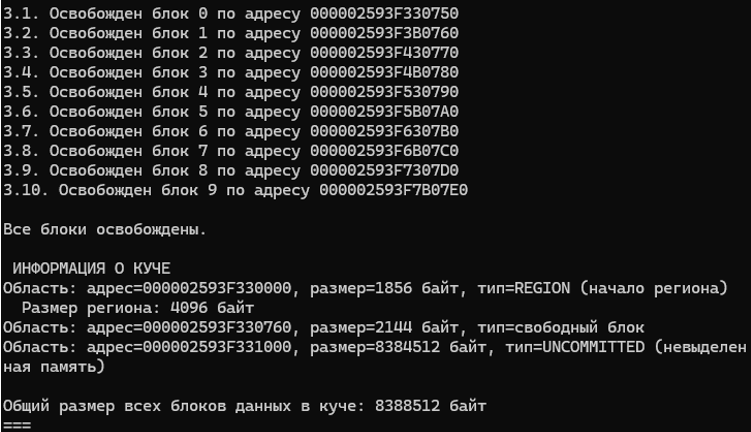 3.1. Освобожден блок 0 по адресу 000002593F330750
3.2. Освобожден блок 1 по адресу 000002593F3B0760
3.3. Освобожден блок 2 по адресу 000002593F430770
3.4. Освобожден блок 3 по адресу 000002593F4B0780
3.5. Освобожден блок 4 по адресу 000002593F530790
3.6. Освобожден блок 5 по адресу 000002593F5B07A0
3.7. Освобожден блок 6 по адресу 000002593F6307B0
3.8. Освобожден блок 7 по адресу 000002593F6B07C0
3.9. Освобожден блок 8 по адресу 000002593F7307D0
3.10. Освобожден блок 9 по адресу 000002593F7B07E0
Все блоки освобождены.
ИНФОРМАЦИЯ О КУЧЕ
Область: адрес=000002593F330000, размер=1856 байт, тип=REGION (начало региона)
Размер региона: 4096 байт
Область: адрес=000002593F330760, размер=2144 байт, тип=свободный блок
Область: адрес=000002593F331000, размер=8384512 байт, тип=UNCOMMITTED (невыделен
ная память)
Общий размер всех блоков данных в куче: 8388512 байт
===